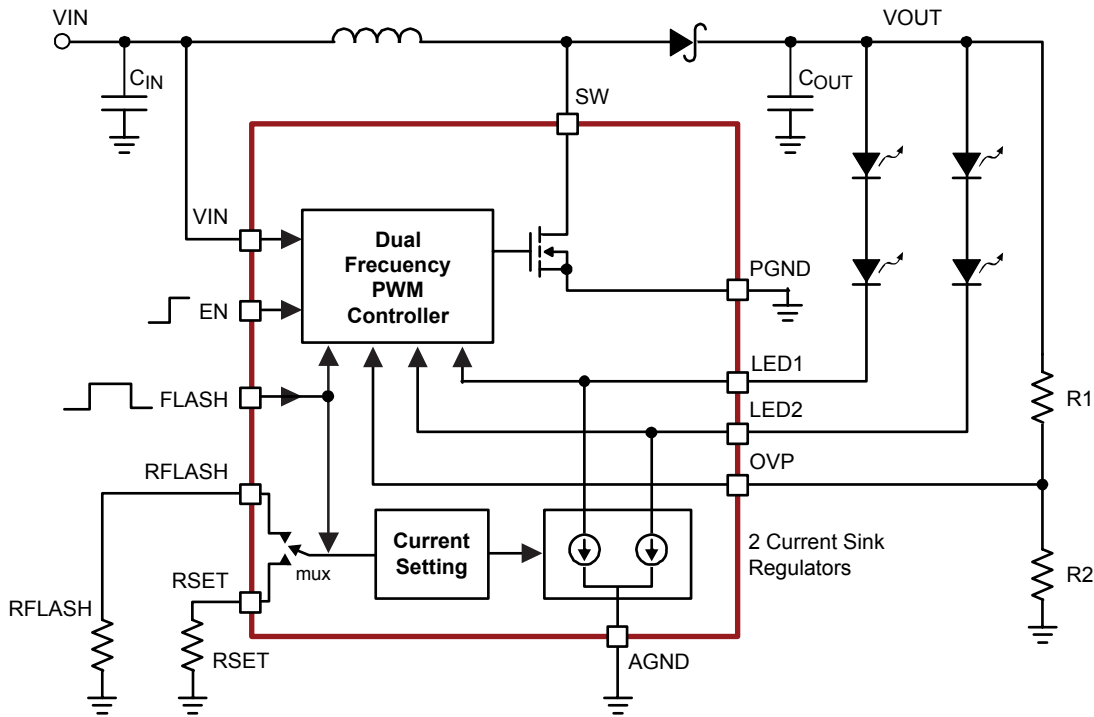 VIN
VOUT
CIN
COUT
SW
VIN
Dual
Frecuency
PWM
Controller
PGND
EN
LED1
FLASH
R1
LED2
OVP
RFLASH
Current
Setting
2 Current Sink
Regulators
mux
RSET
R2
RFLASH
RSET
AGND